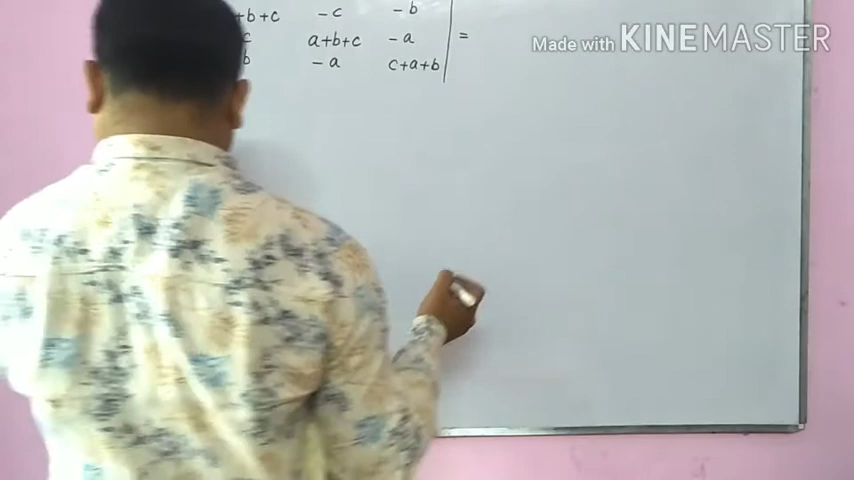 +b+c -c -b
c a+b+c -a =
b -a c+a+b
Made with KINEMASTER